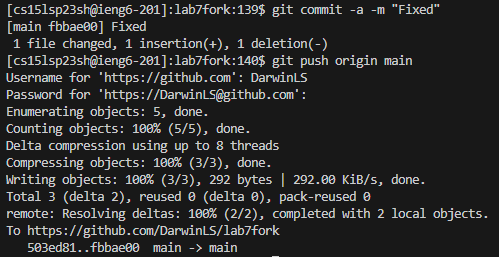 [cs15lsp23sh@ieng6-201]:lab7fork:139$ git commit -a -m "Fixed"
[main fbbae00] Fixed
 1 file changed, 1 insertion(+), 1 deletion(-)
[cs15lsp23sh@ieng6-201]:lab7fork:140$ git push origin main
Username for 'https://github.com': DarwinLS
Password for 'https://DarwinLS@github.com':
Enumerating objects: 5, done.
Counting objects: 100% (5/5), done.
Delta compression using up to 8 threads
Compressing objects: 100% (3/3), done.
Writing objects: 100% (3/3), 292 bytes | 292.00 KiB/s, done.
Total 3 (delta 2), reused 0 (delta 0), pack-reused 0
remote: Resolving deltas: 100% (2/2), completed with 2 local objects.
To https://github.com/DarwinLS/lab7fork
   503ed81..fbbae00  main -> main